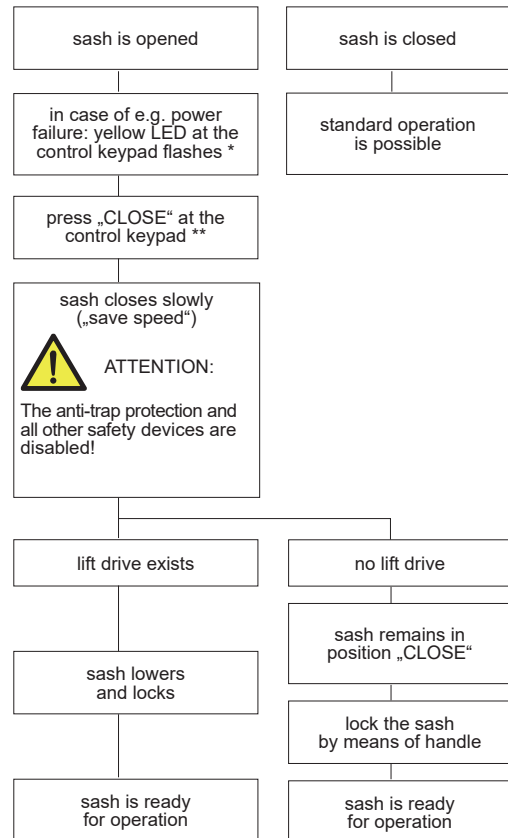 sash is opened
in case of e.g. power
failure: yellow LED at the
control keypad flashes *
press „CLOSE“ at the
control keypad **
sash closes slowly
(„save speed“)
ATTENTION:
The anti-trap protection and
all other safety devices are
disabled!
sash is closed
standard operation
is possible
lift drive exists
sash lowers
and locks
sash is ready
for operation
no lift drive
sash remains in
position „CLOSE“
lock the sash
by means of handle
sash is ready
for operation